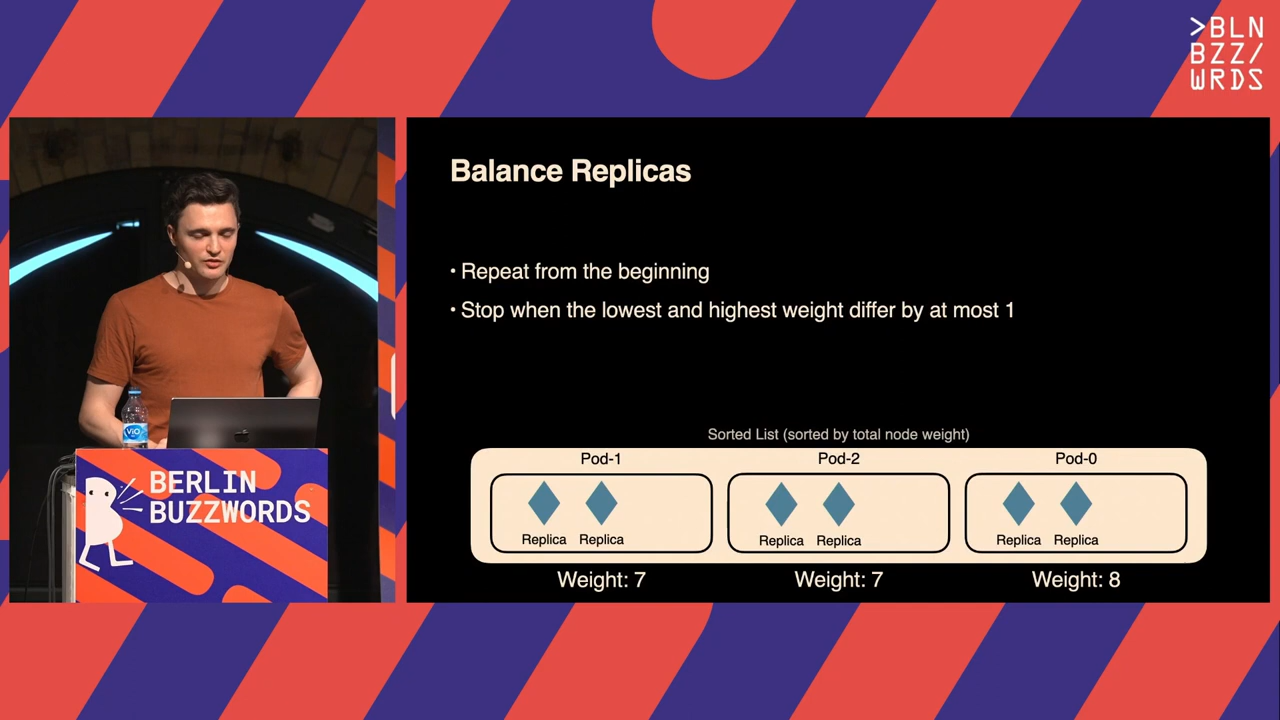 >BLN
BZZ/
WRDS
Balance Replicas
• Repeat from the beginning
• Stop when the lowest and highest weight differ by at most 1
Sorted List (sorted by total node weight)
Pod-1 Pod-2 Pod-0
Replica Replica Replica Replica Replica Replica
Weight: 7 Weight: 7 Weight: 8
ViO
BERLIN
BUZZWORDS